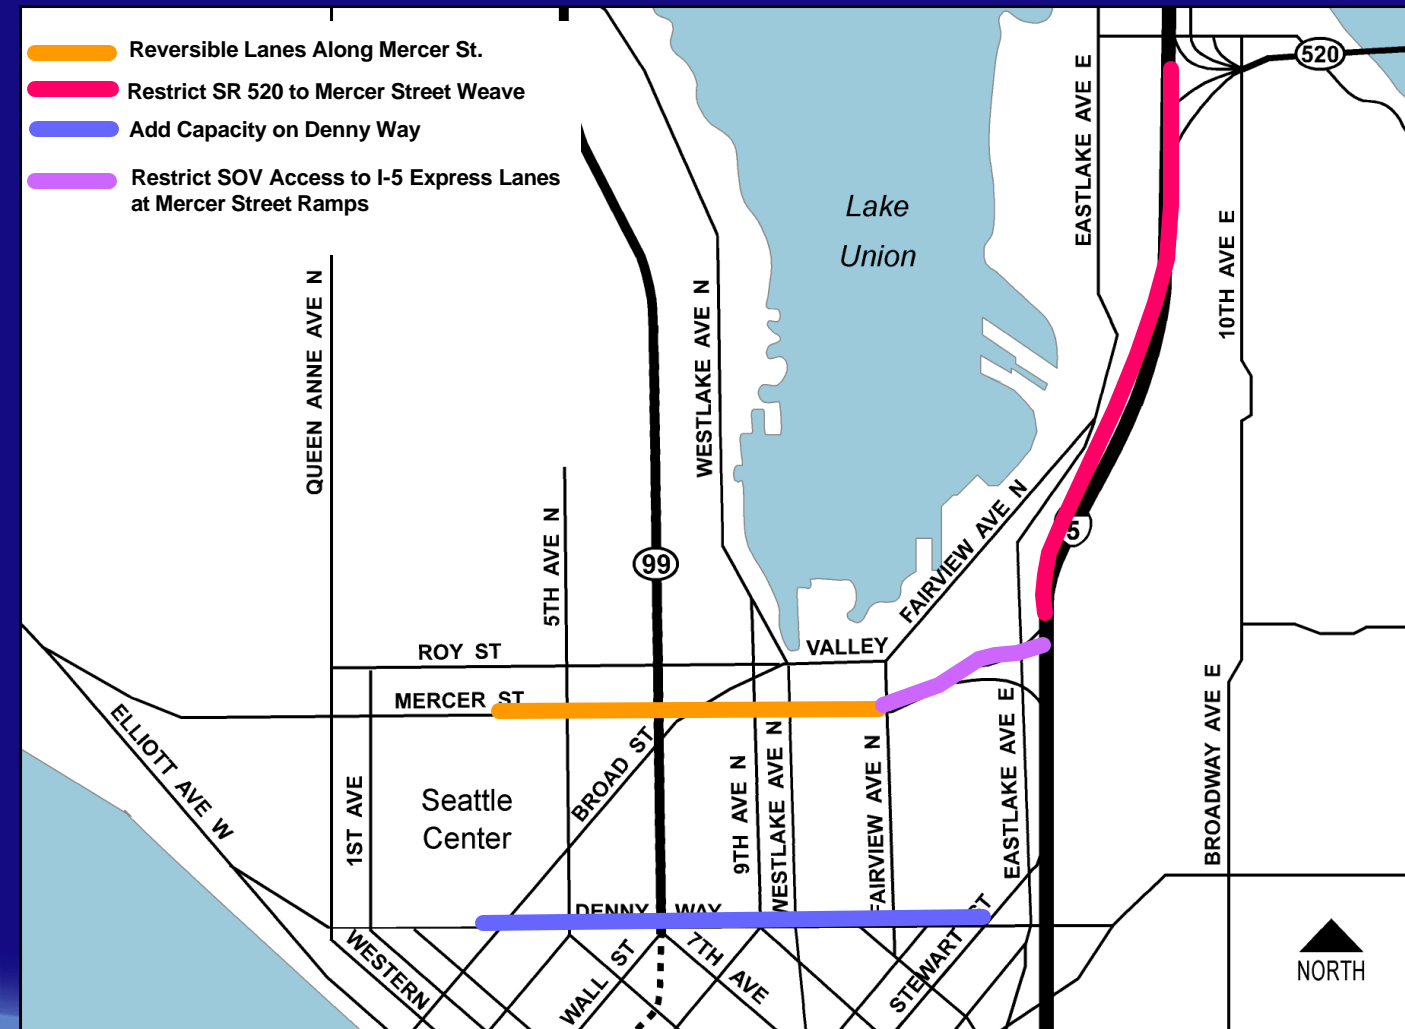 Reversible Lanes Along Mercer St.
Restrict SR 520 to Mercer Street Weave
Add Capacity on Denny Way
Restrict SOV Access to I-5 Express Lanes
at Mercer Street Ramps
520
EASTLAKE AVE E
Lake
Union
10TH AVE E
QUEEN ANNE AVE N
WESTLAKE AVE N
5
FAIRVIEW AVE N
99
5TH AVE N
VALLEY
ROY ST
MERCER ST
ELLIOTT AVE W
BROAD ST
EASTLAKE AVE E
BROADWAY AVE E
1ST AVE
Seattle
Center
9TH AVE N
WESTLAKE AVE N
FAIRVIEW AVE N
DENNY WAY
STEWART ST
WESTERN
WALL ST
7TH AVE
NORTH